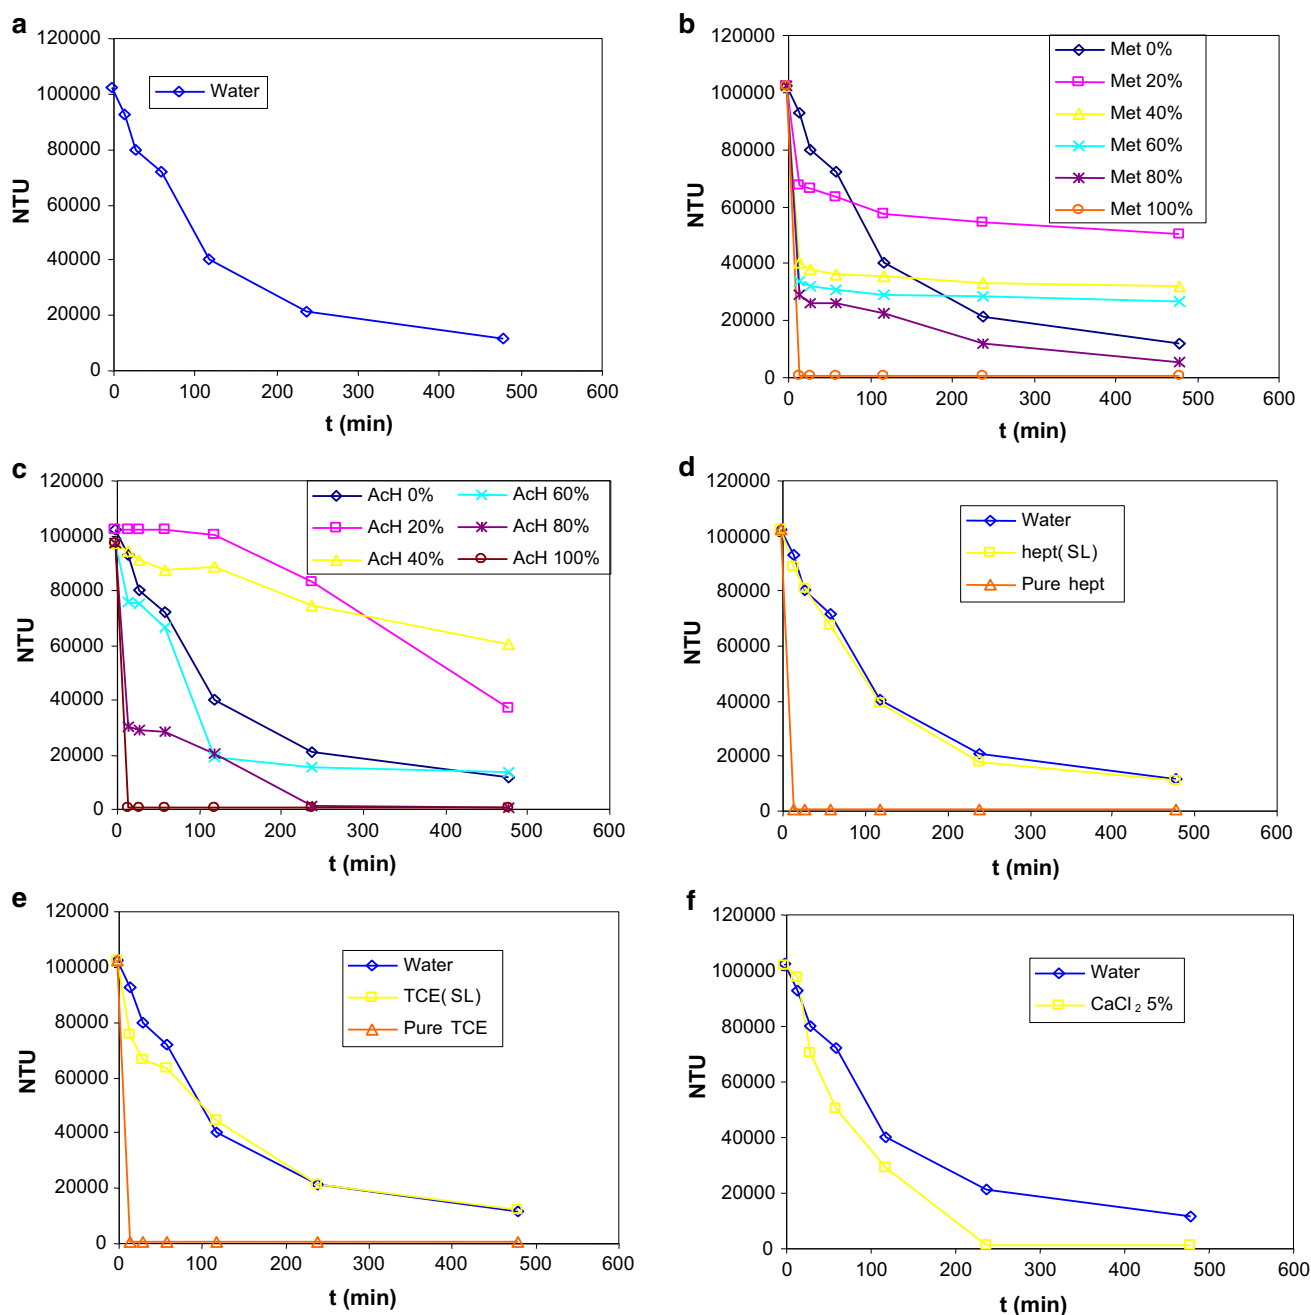 a
120000
100000
80000
60000
40000
20000
0
NTU
Water
0 100 200 300 400 500 600
t (min)
b
120000
100000
80000
60000
40000
20000
0
NTU
Met 0%
Met 20%
Met 40%
Met 60%
Met 80%
Met 100%
0 100 200 300 400 500 600
t (min)
c
120000
100000
80000
60000
40000
20000
0
NTU
AcH 0% AcH 60%
AcH 20% AcH 80%
AcH 40% AcH 100%
0 100 200 300 400 500 600
t (min)
d
120000
100000
80000
60000
40000
20000
0
NTU
Water
hept(SL)
Pure hept
0 100 200 300 400 500 600
t (min)
e
120000
100000
80000
60000
40000
20000
0
NTU
Water
TCE(SL)
Pure TCE
0 100 200 300 400 500 600
t (min)
f
120000
100000
80000
60000
40000
20000
0
NTU
Water
CaCl₂ 5%
0 100 200 300 400 500 600
t (min)